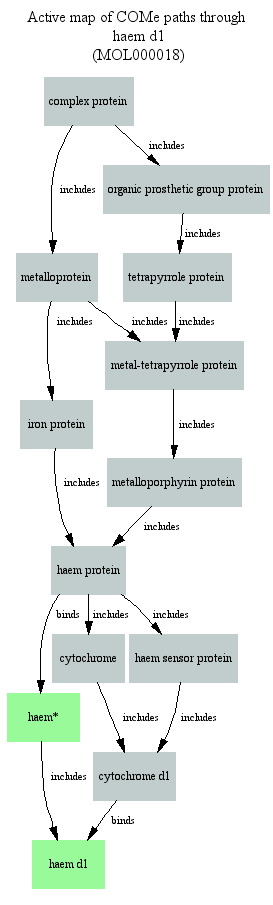 Active map of COMe paths through
haem d1
(MOL000018)
complex protein
includes
includes
organic prosthetic group protein
includes
metalloprotein
tetrapyrrole protein
includes
includes
includes
metal-tetrapyrrole protein
iron protein
includes
includes
metalloporphyrin protein
includes
haem protein
binds
includes
includes
cytochrome
haem sensor protein
haem*
includes
includes
includes
cytochrome d1
binds
haem d1